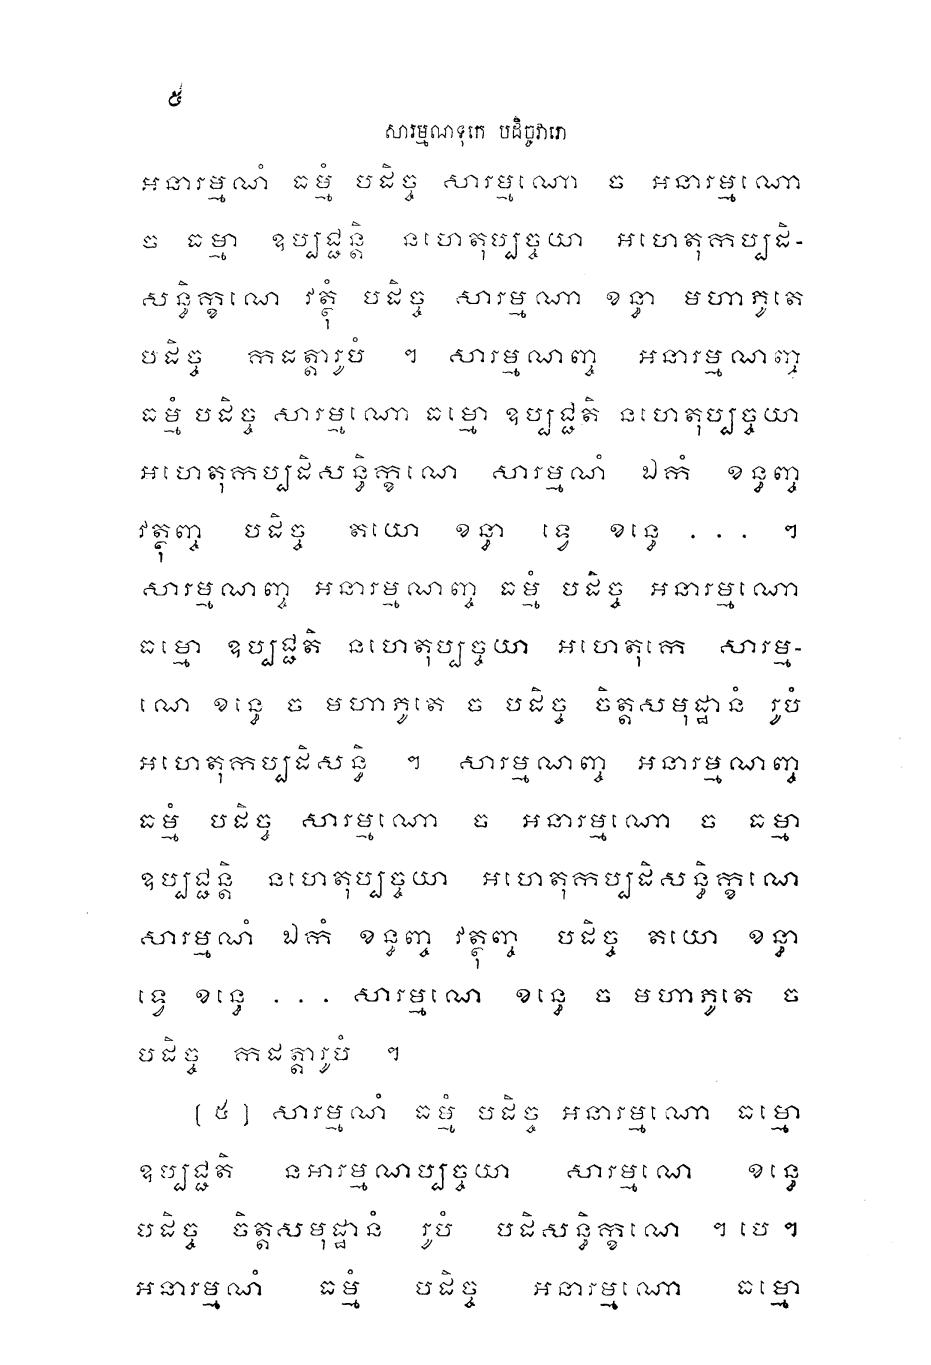 ៥
សារម្មណទុកេ បដិច្ចវារោ
អនារម្មណំ ធម្មំ បដិច្ច សារម្មណោ ច អនារម្មណោ
ច ធម្មា ឧប្បជ្ជន្តិ នហេតុប្បច្ចយា អហេតុកប្បដិ-
សន្ធិក្ខណេ វត្ថុំ បដិច្ច សារម្មណា ខន្ធា មហាភូតេ
បដិច្ច កដត្តារូបំ ។ សារម្មណញ្ច អនារម្មណញ្ច
ធម្មំ បដិច្ច សារម្មណោ ធម្មោ ឧប្បជ្ជតិ នហេតុប្បច្ចយា
អហេតុកប្បដិសន្ធិក្ខណេ សារម្មណំ ឯកំ ខន្ធញ្ច
វត្ថុញ្ច បដិច្ច តយោ ខន្ធា ទ្វេ ខន្ធេ . . . ។
សារម្មណញ្ច អនារម្មណញ្ច ធម្មំ បដិច្ច អនារម្មណោ
ធម្មោ ឧប្បជ្ជតិ នហេតុប្បច្ចយា អហេតុកេ សារម្ម-
ណេ ខន្ធេ ច មហាភូតេ ច បដិច្ច ចិត្តសមុដ្ឋានំ រូបំ
អហេតុកប្បដិសន្ធិ ។ សារម្មណញ្ច អនារម្មណញ្ច
ធម្មំ បដិច្ច សារម្មណោ ច អនារម្មណោ ច ធម្មា
ឧប្បជ្ជន្តិ នហេតុប្បច្ចយា អហេតុកប្បដិសន្ធិក្ខណេ
សារម្មណំ ឯកំ ខន្ធញ្ច វត្ថុញ្ច បដិច្ច តយោ ខន្ធា
ទ្វេ ខន្ធេ . . . សារម្មណេ ខន្ធេ ច មហាភូតេ ច
បដិច្ច កដត្តារូបំ ។
[ ៥ ] សារម្មណំ ធម្មំ បដិច្ច អនារម្មណោ ធម្មោ
ឧប្បជ្ជតិ នអារម្មណប្បច្ចយា សារម្មណេ ខន្ធេ
បដិច្ច ចិត្តសមុដ្ឋានំ រូបំ បដិសន្ធិក្ខណេ ។ បេ ។
អនារម្មណំ ធម្មំ បដិច្ច អនារម្មណោ ធម្មោ